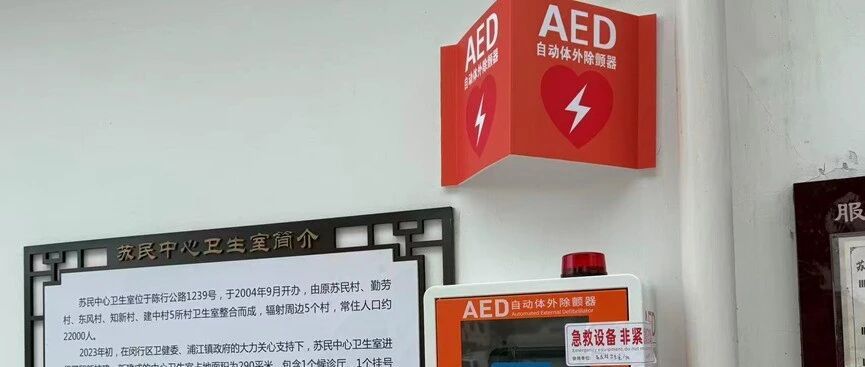 AED
自动体外除颤器
AED
自动体外除颤器
苏民中心卫生室简介
苏民中心卫生室位于陈行公路1239号，于2004年9月开办，由原苏民村、勤劳
村、东风村、知新村、建中村5所村卫生室整合而成，辐射周边5个村，常住人口约
22000人。
2023年初，在闵行区卫健委、浦江镇政府的大力关心支持下，苏民中心卫生室进
AED 自动体外除颤器
Automated External Defibrillator
急救设备 非紧
服